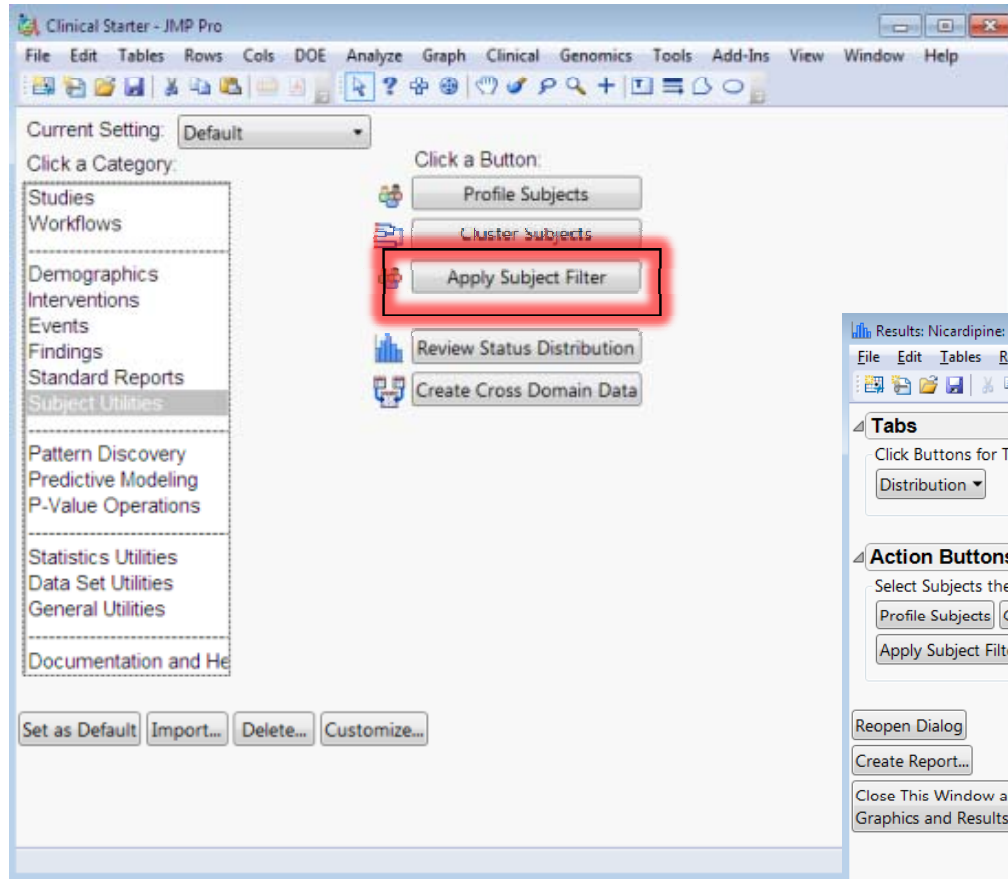 Clinical Starter - JMP Pro
File Edit Tables Rows Cols DOE Analyze Graph Clinical Genomics Tools Add-Ins View Window Help
Current Setting: Default
Click a Category:
Studies
Workflows
Demographics
Interventions
Events
Findings
Standard Reports
Subject Utilities
Pattern Discovery
Predictive Modeling
P-Value Operations
Statistics Utilities
Data Set Utilities
General Utilities
Documentation and He
Click a Button:
Profile Subjects
Cluster Subjects
Apply Subject Filter
Review Status Distribution
Create Cross Domain Data
Set as Default Import... Delete... Customize...
Results: Nicardipine:
File Edit Tables R
Tabs
Click Buttons for T
Distribution
Action Buttons
Select Subjects the
Profile Subjects C
Apply Subject Filte
Reopen Dialog
Create Report...
Close This Window a
Graphics and Results